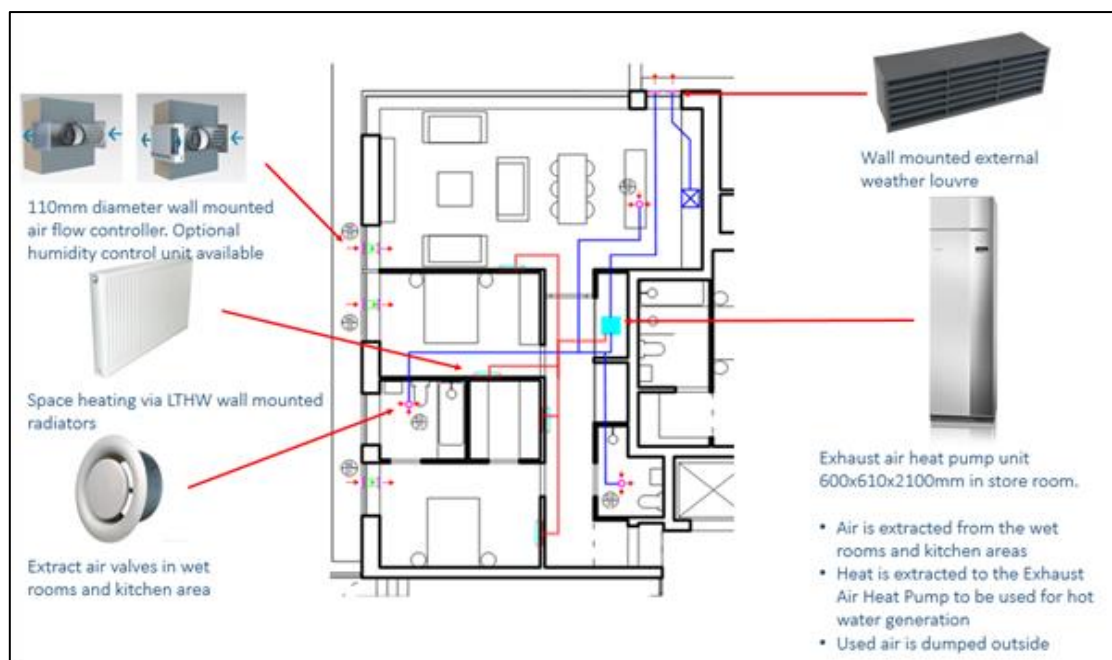 110mm diameter wall mounted
air flow controller. Optional
humidity control unit available
Space heating via LTHW wall mounted
radiators
Extract air valves in wet
rooms and kitchen area
Wall mounted external
weather louvre
Exhaust air heat pump unit
600x610x2100mm in store room.
• Air is extracted from the wet
rooms and kitchen areas
• Heat is extracted to the Exhaust
Air Heat Pump to be used for hot
water generation
• Used air is dumped outside